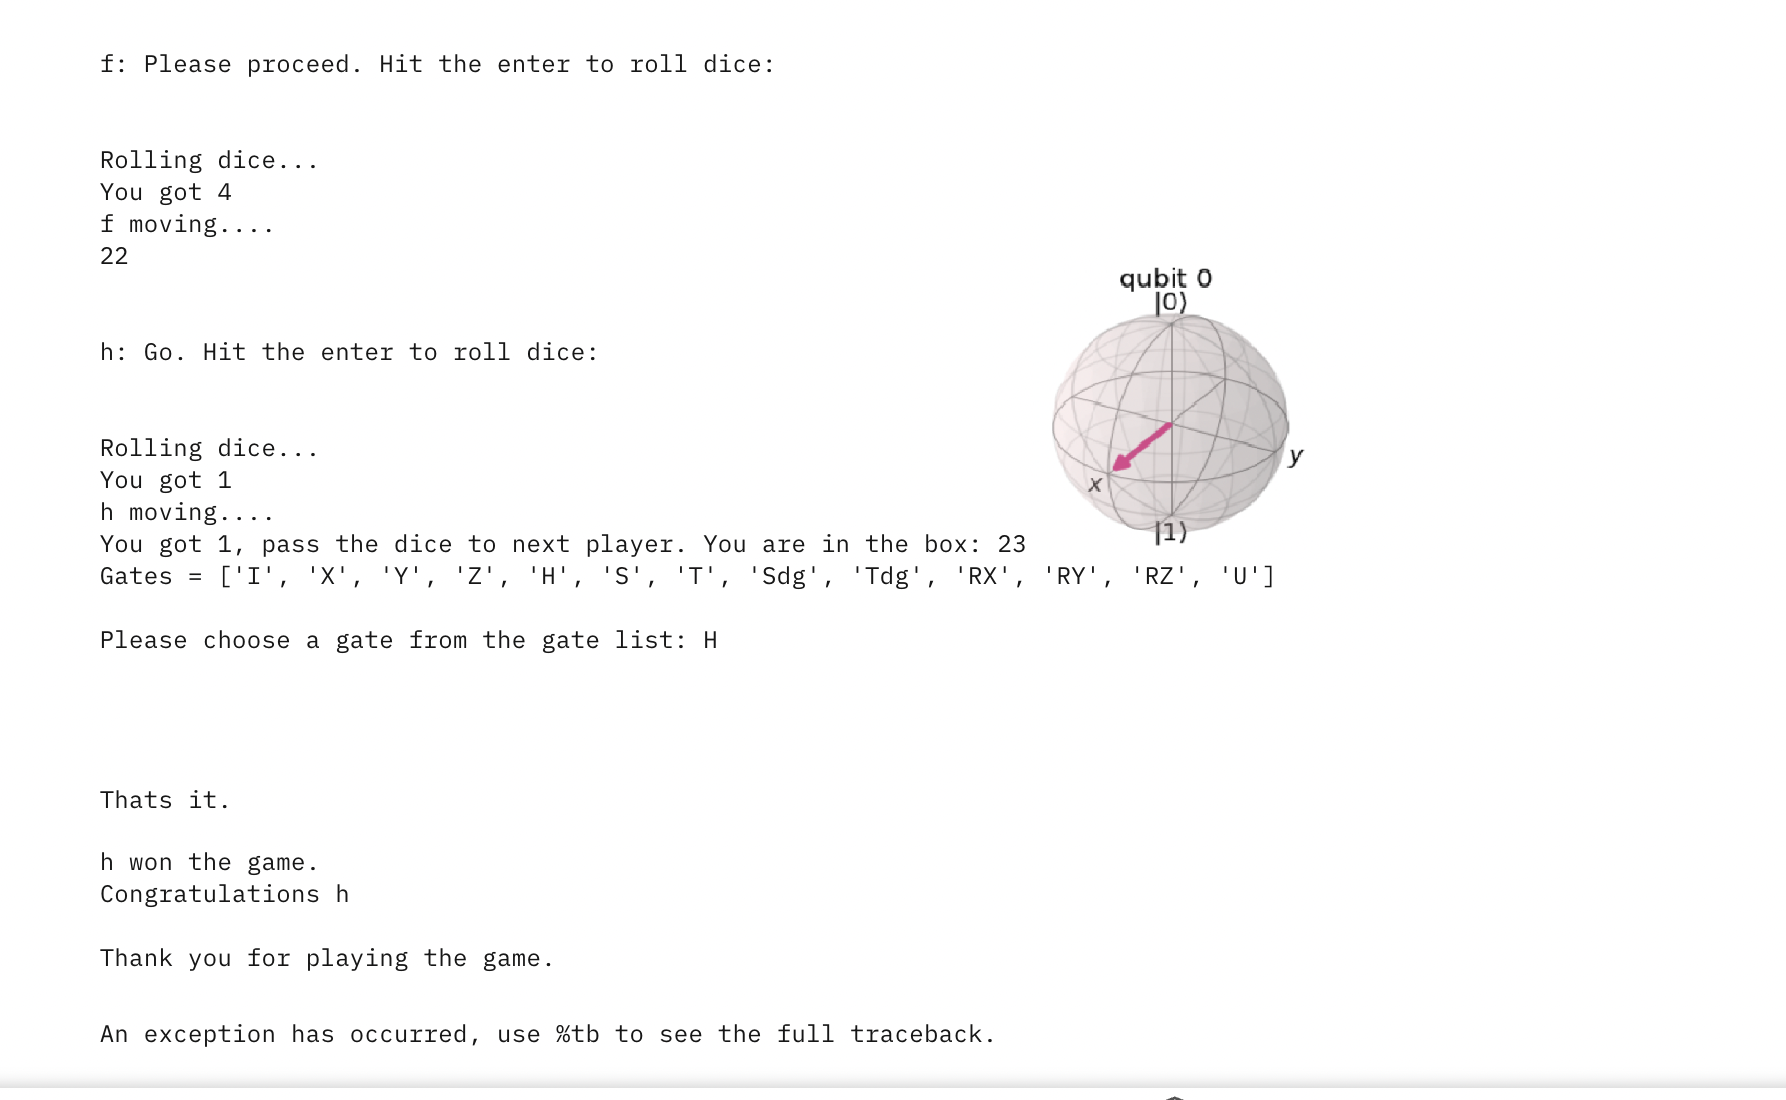 f: Please proceed. Hit the enter to roll dice:
Rolling dice...
You got 4
f moving....
22
h: Go. Hit the enter to roll dice:
Rolling dice...
You got 1
h moving....
You got 1, pass the dice to next player. You are in the box: 23
Gates = ['I', 'X', 'Y', 'Z', 'H', 'S', 'T', 'Sdg', 'Tdg', 'RX', 'RY', 'RZ', 'U']
Please choose a gate from the gate list: H
qubit 0
|0⟩
x
y
|1⟩
Thats it.
h won the game.
Congratulations h
Thank you for playing the game.
An exception has occurred, use %tb to see the full traceback.